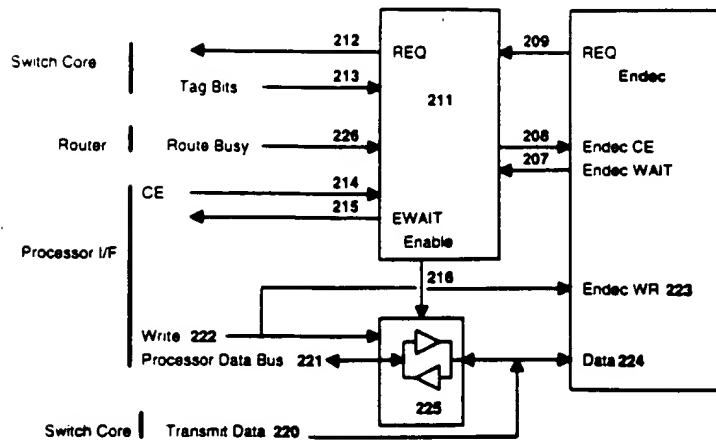 212 REQ 209 REQ
Switch Core
Endec
Tag Bits 213
211
Router Route Busy 226 208 Endec CE
207 Endec WAIT
CE 214
215 EWAIT
Enable
Processor I/F
216
Endec WR 223
Write 222
Processor Data Bus 221 Data 224
225
Switch Core Transmit Data 220